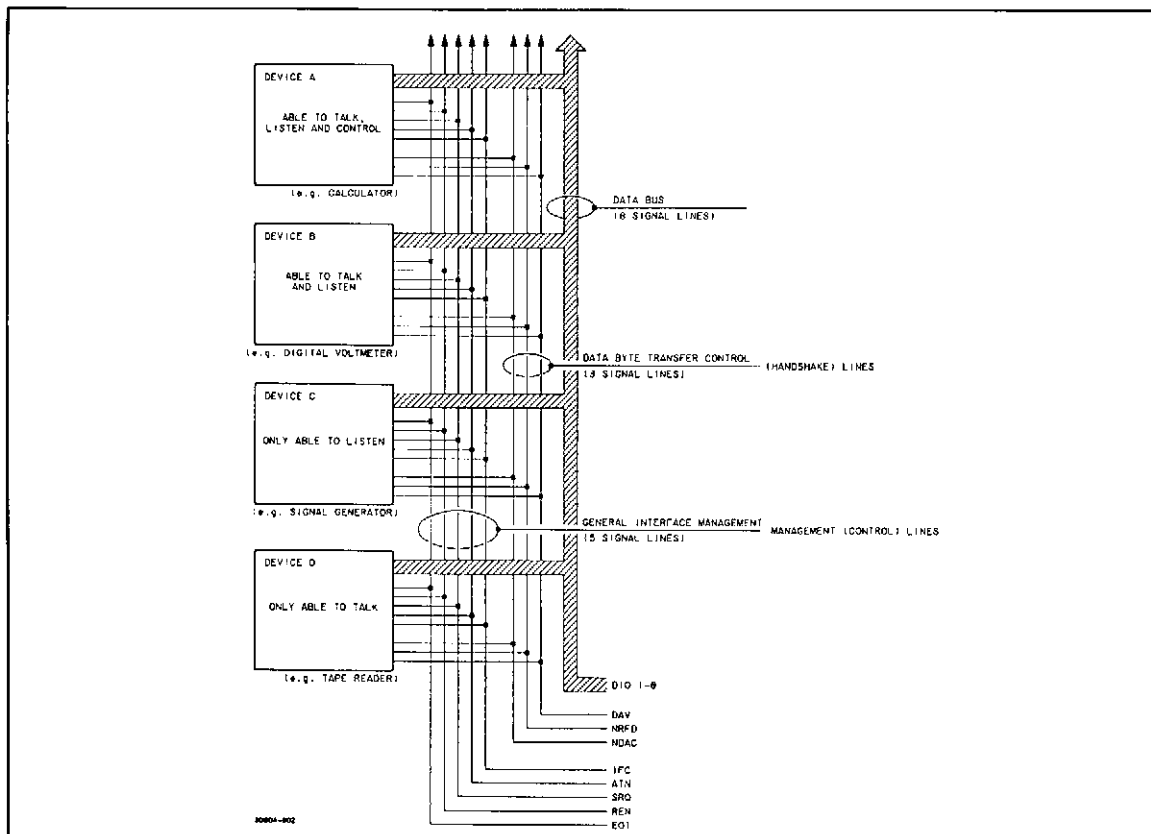 DEVICE A
ABLE TO TALK,
LISTEN AND CONTROL
(e.g. CALCULATOR)
DATA BUS
(8 SIGNAL LINES)
DEVICE B
ABLE TO TALK
AND LISTEN
(e.g. DIGITAL VOLTMETER)
DATA BYTE TRANSFER CONTROL
(HANDSHAKE) LINES
(3 SIGNAL LINES)
DEVICE C
ONLY ABLE TO LISTEN
(e.g. SIGNAL GENERATOR)
GENERAL INTERFACE MANAGEMENT
MANAGEMENT (CONTROL) LINES
(5 SIGNAL LINES)
DEVICE D
ONLY ABLE TO TALK
(e.g. TAPE READER)
DIO 1-8
DAV
NRFD
NDAC
IFC
ATN
SRQ
REN
EOI